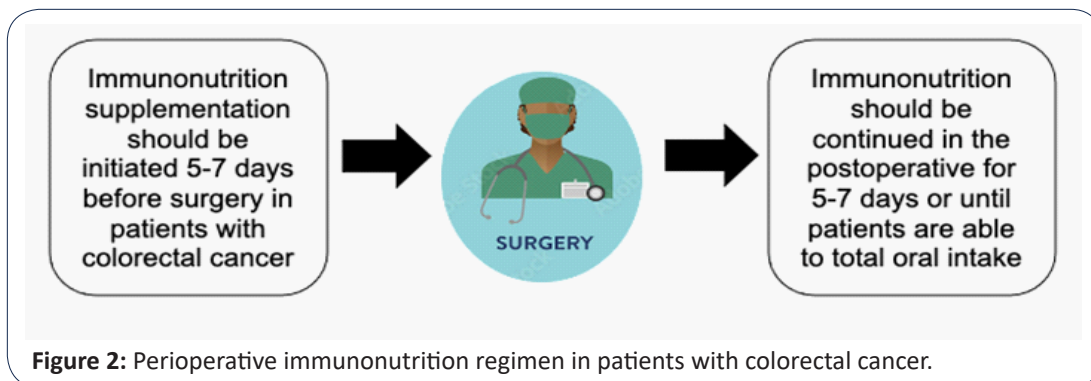 Immunonutrition
supplementation
should be
initiated 5-7 days
before surgery in
patients with
colorectal cancer
SURGERY
Immunonutrition
should be
continued in the
postoperative for
5-7 days or until
patients are able
to total oral intake
Figure 2: Perioperative immunonutrition regimen in patients with colorectal cancer.